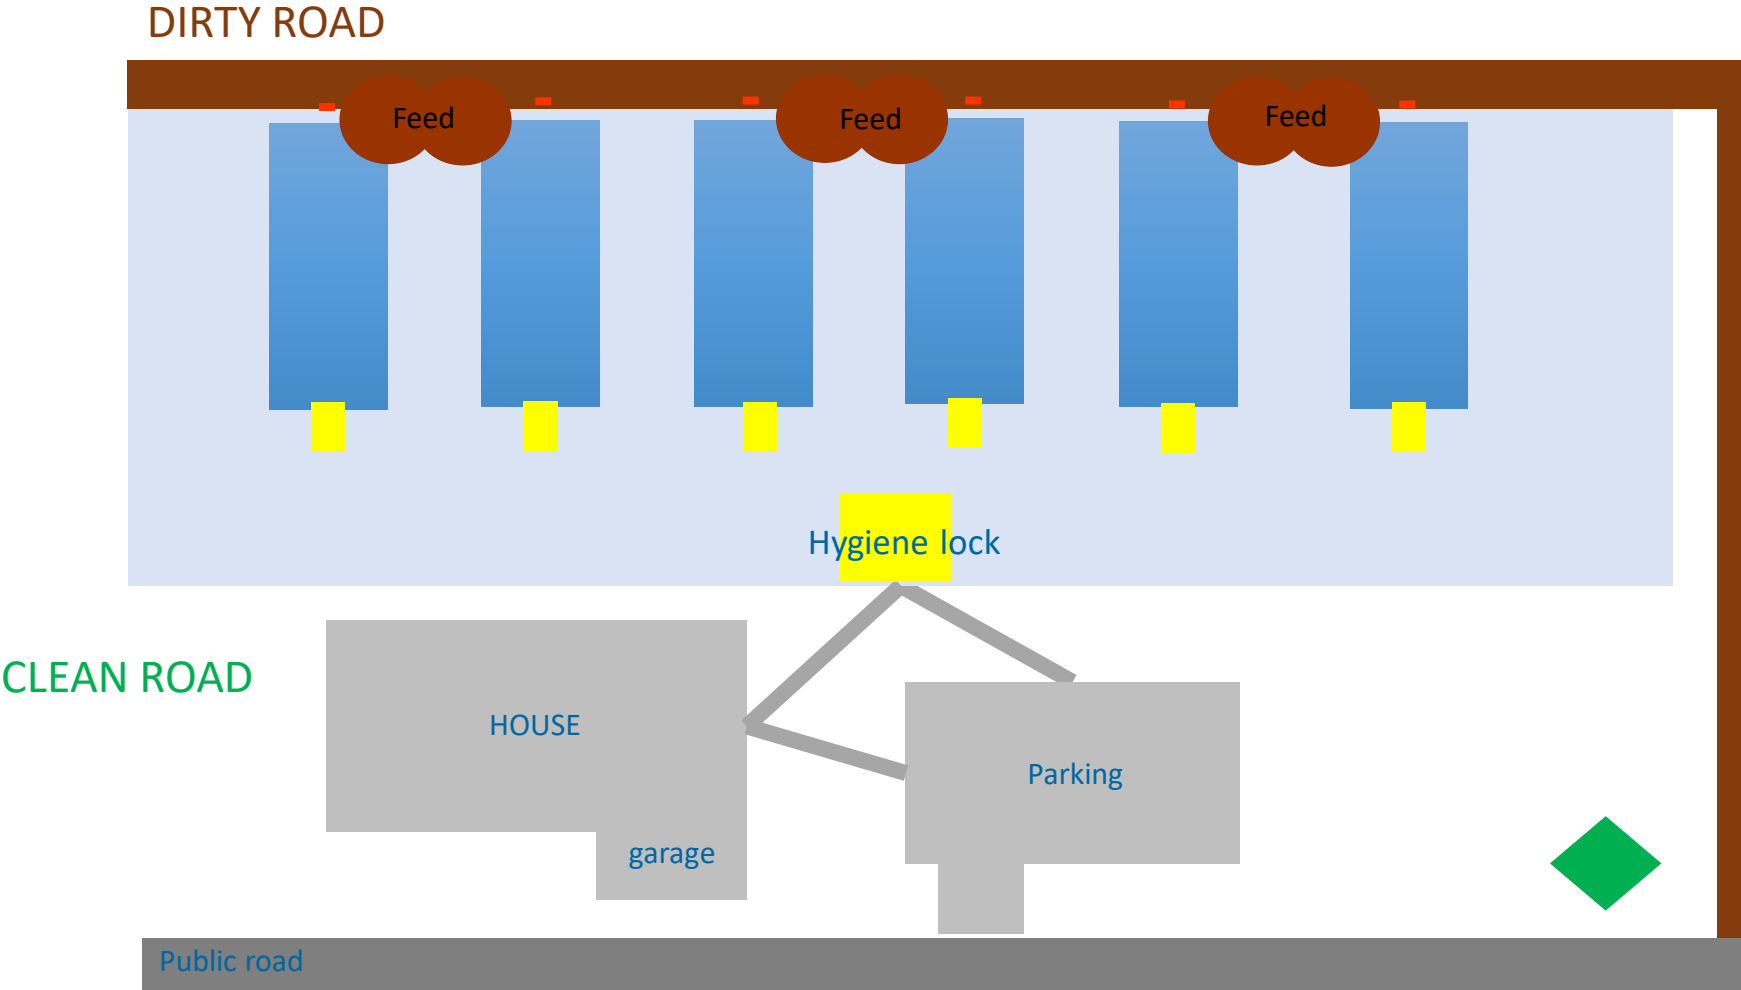 DIRTY ROAD
Feed
Feed
Feed
Hygiene lock
CLEAN ROAD
HOUSE
Parking
garage
Public road